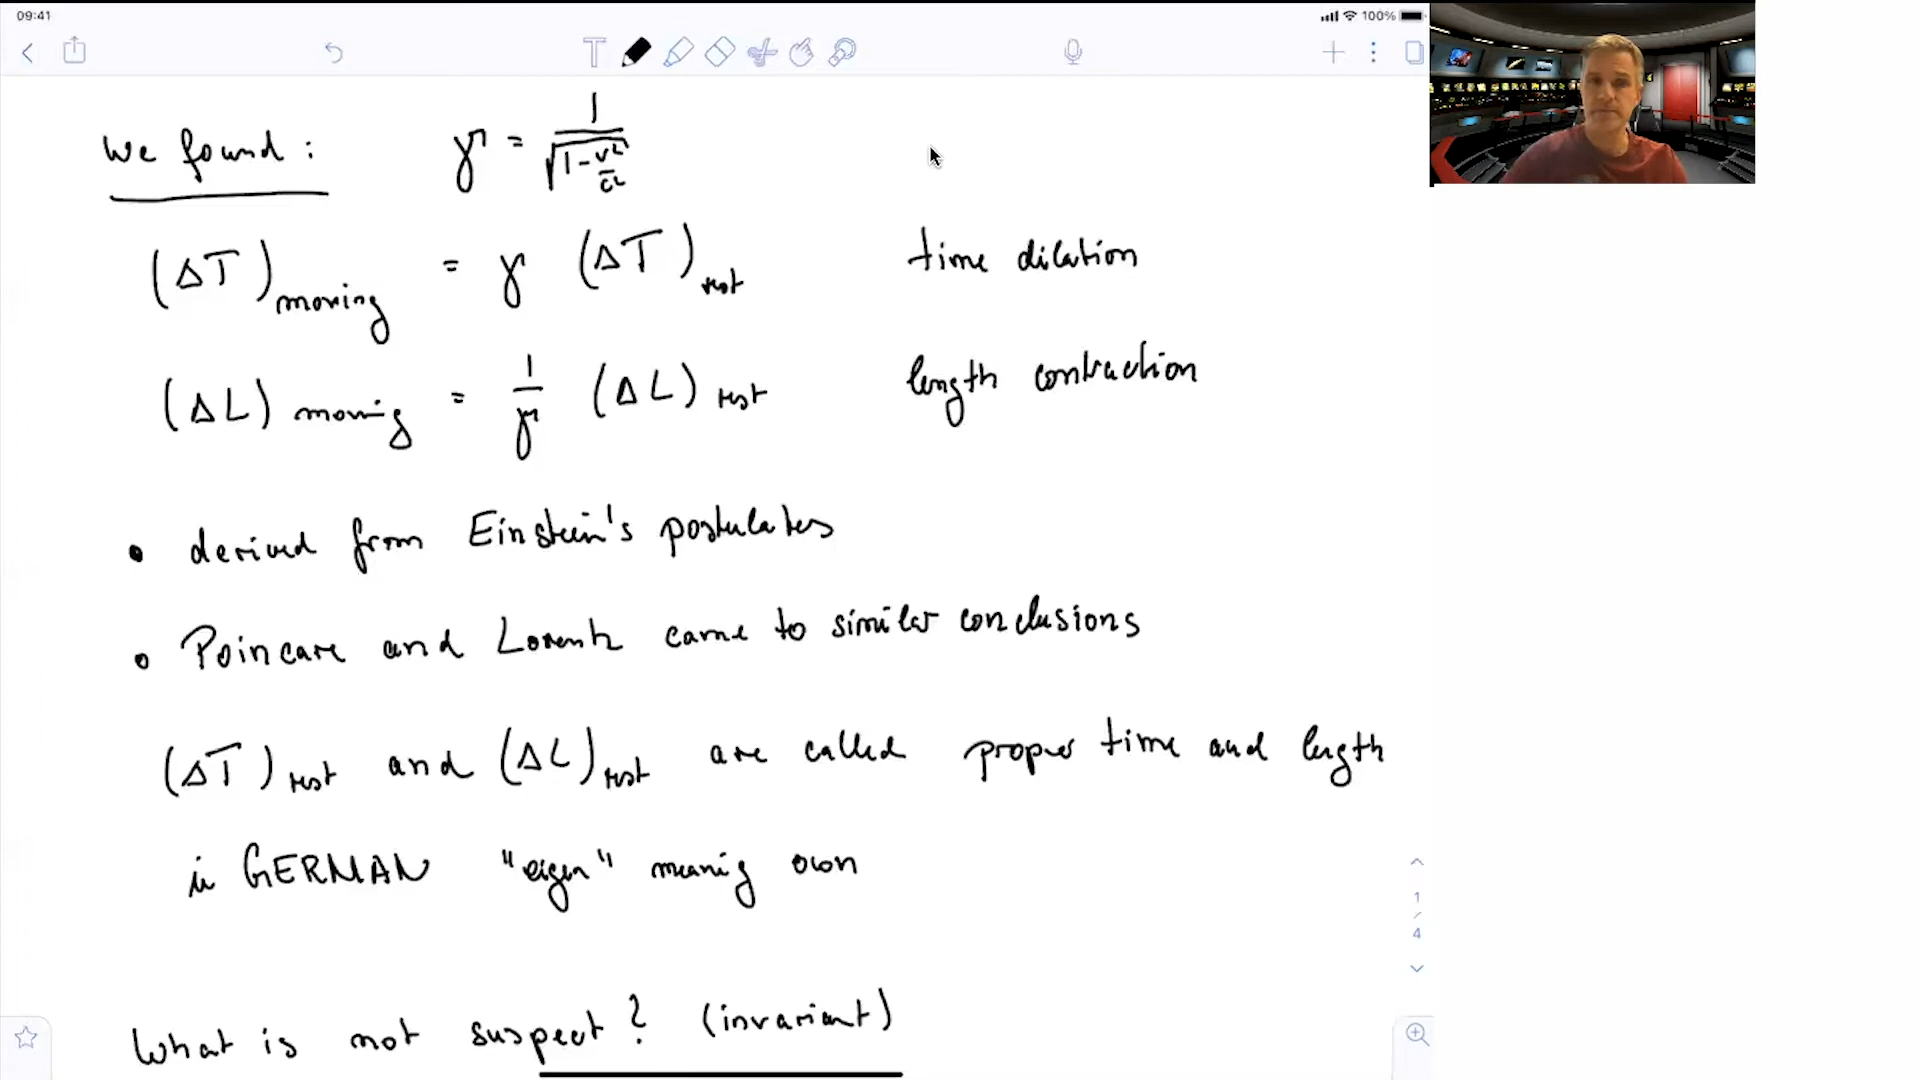 09:41
100%
We found: γ = 1/√(1-v²/c²)
(ΔT)moving = γ (ΔT)rest time dilation
(ΔL) moving = 1/γ (ΔL) rest length contraction
• derived from Einstein's postulates
• Poincare and Lorentz came to similar conclusions
(ΔT)rest and (ΔL)rest are called proper time and length
in GERMAN "eigen" meaning own
1/4
What is not suspect? (invariant)